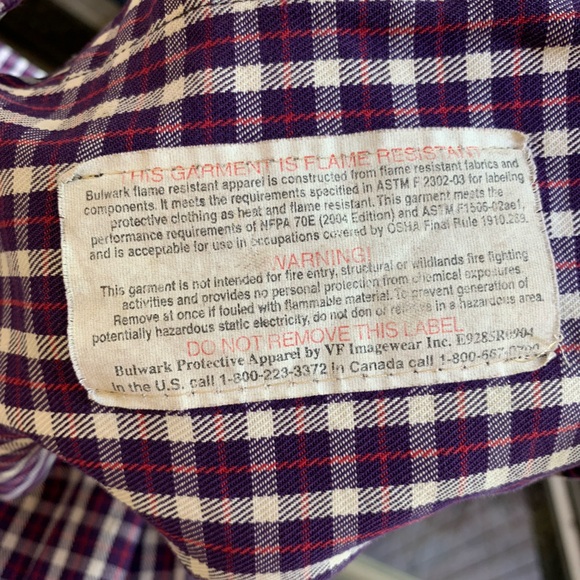 THIS GARMENT IS FLAME RESISTANT
Bulwark flame resistant apparel is constructed from flame resistant fabrics and
components. It meets the requirements specified in ASTM F 2302-03 for labeling
protective clothing as heat and flame resistant. This garment meets the
performance requirements of NFPA 70E (2004 Edition) and ASTM F1506-02ae1,
and is acceptable for use in occupations covered by OSHA Final Rule 1910.269.
WARNING!
This garment is not intended for fire entry, structural or wildlands fire fighting
activities and provides no personal protection from chemical exposures
Remove at once if fouled with flammable material. To prevent generation of
potentially hazardous static electricity, do not don or remove in a hazardous area.
DO NOT REMOVE THIS LABEL
Bulwark Protective Apparel by VF Imagewear Inc. E9285R0904
In the U.S. call 1-800-223-3372 in Canada call